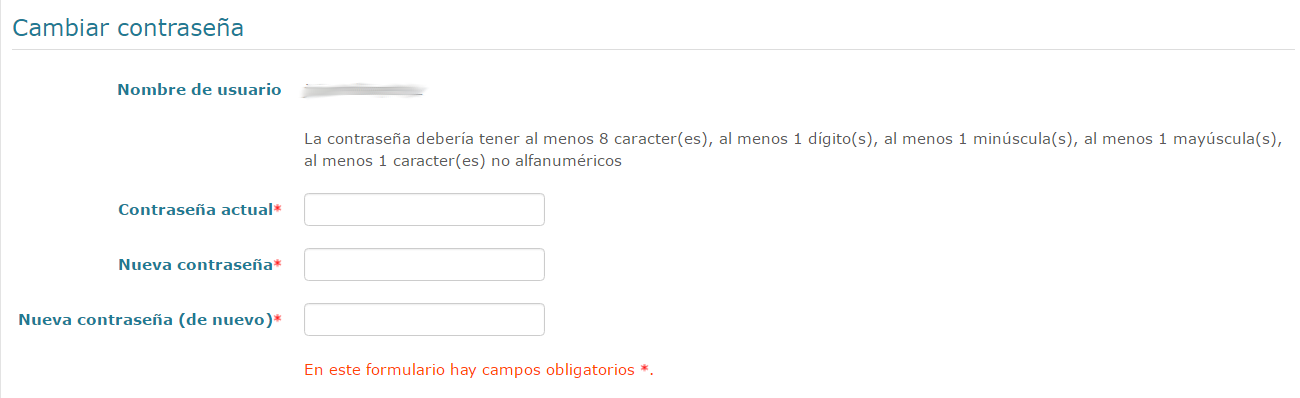 Cambiar contraseña
Nombre de usuario
La contraseña debería tener al menos 8 caracter(es), al menos 1 dígito(s), al menos 1 minúscula(s), al menos 1 mayúscula(s),
al menos 1 caracter(es) no alfanuméricos
Contraseña actual*
Nueva contraseña*
Nueva contraseña (de nuevo)*
En este formulario hay campos obligatorios *.